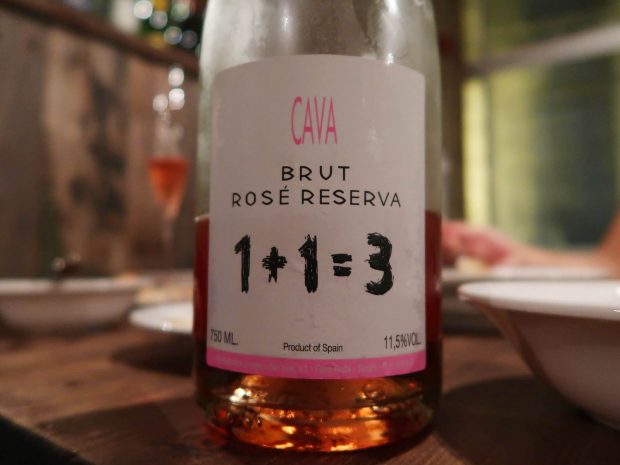 CAVA
BRUT
ROSÉ RESERVA
1+1=3
750 ML.
Product of Spain
11,5%VOL.